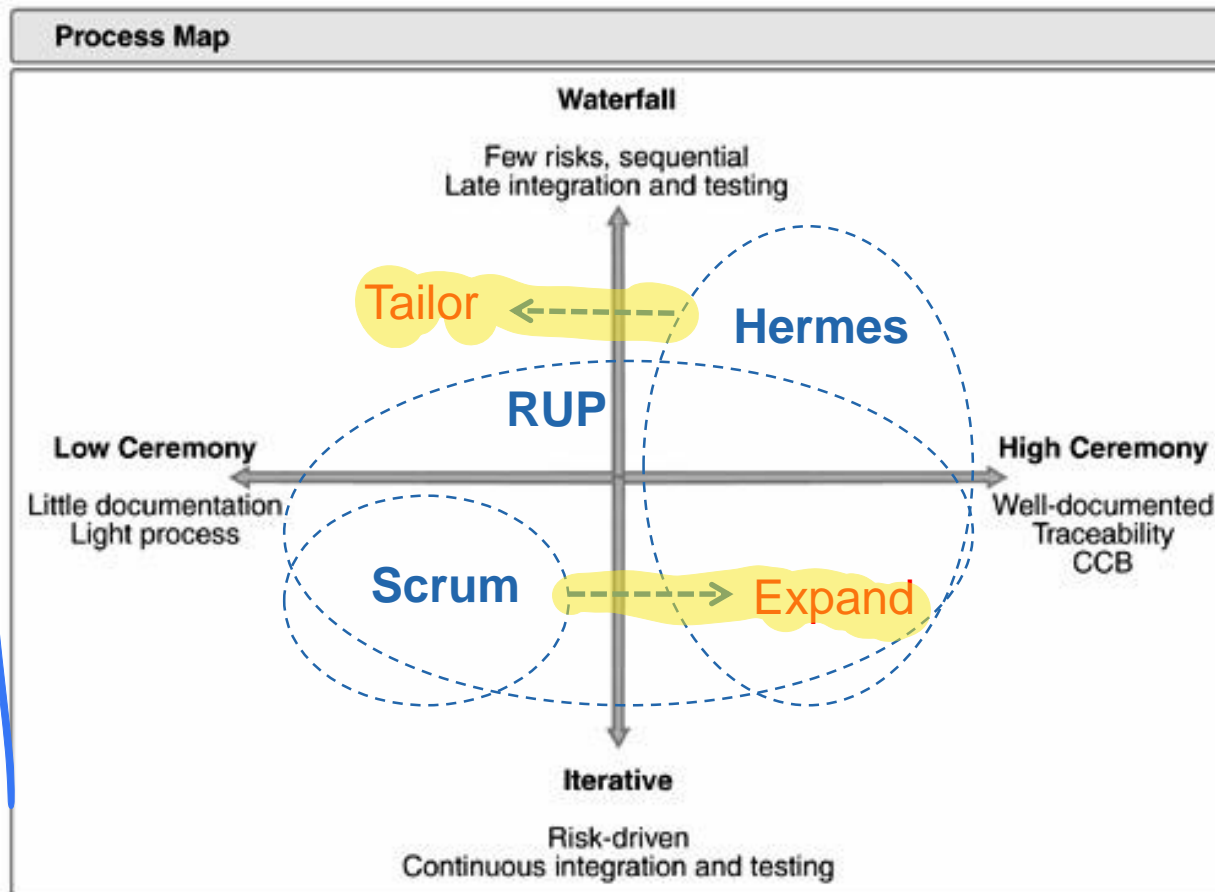 Process Map
Waterfall
Few risks, sequential
Late integration and testing
Tailor
Hermes
RUP
Low Ceremony
High Ceremony
Little documentation
Light process
Well-documented
Traceability
CCB
Scrum
Expand
Iterative
Risk-driven
Continuous integration and testing